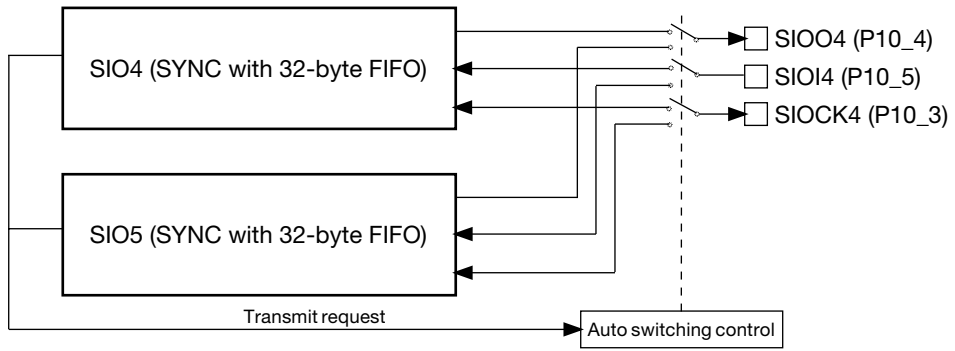 SIO4 (SYNC with 32-byte FIFO)
SIOO4 (P10_4)
SIOI4 (P10_5)
SIOCK4 (P10_3)
SIO5 (SYNC with 32-byte FIFO)
Transmit request
Auto switching control